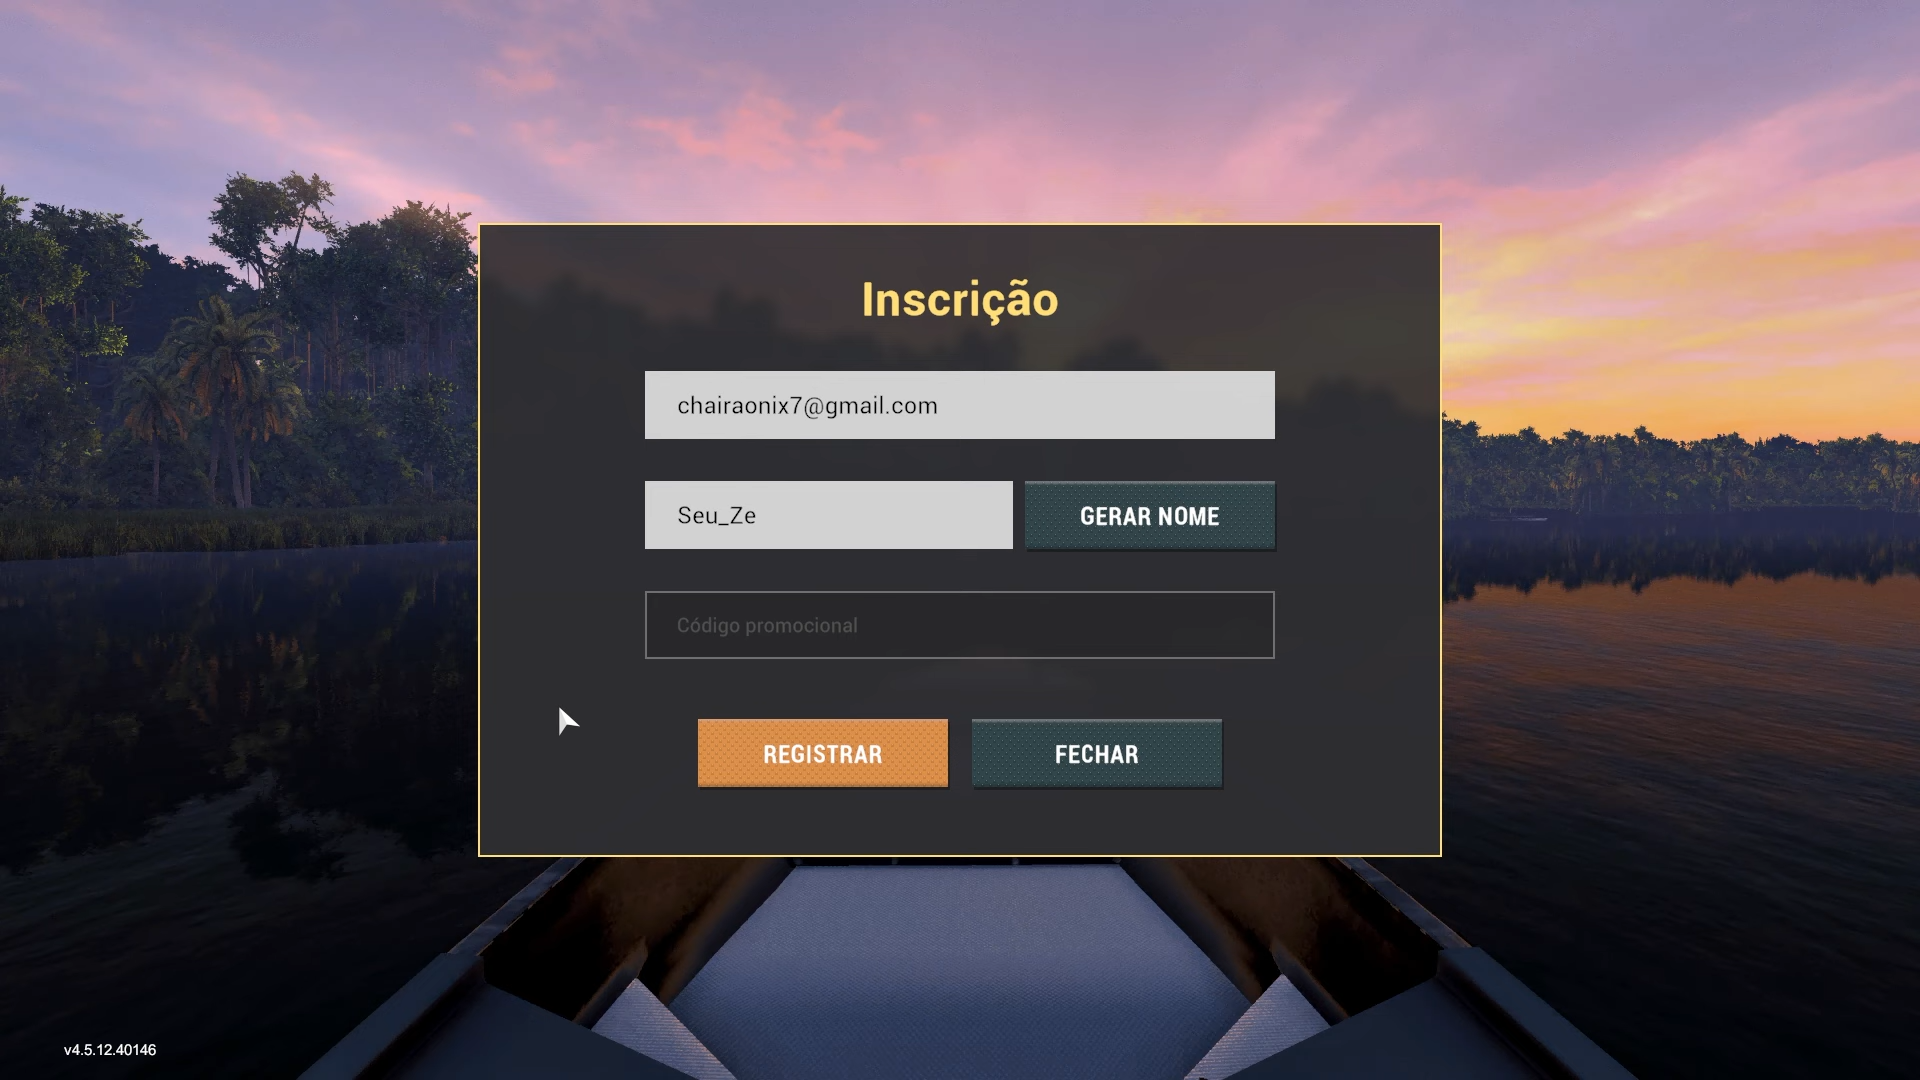 Inscrição
chairaonix7@gmail.com
Seu_Ze
GERAR NOME
Código promocional
REGISTRAR
FECHAR
v4.5.12.40146